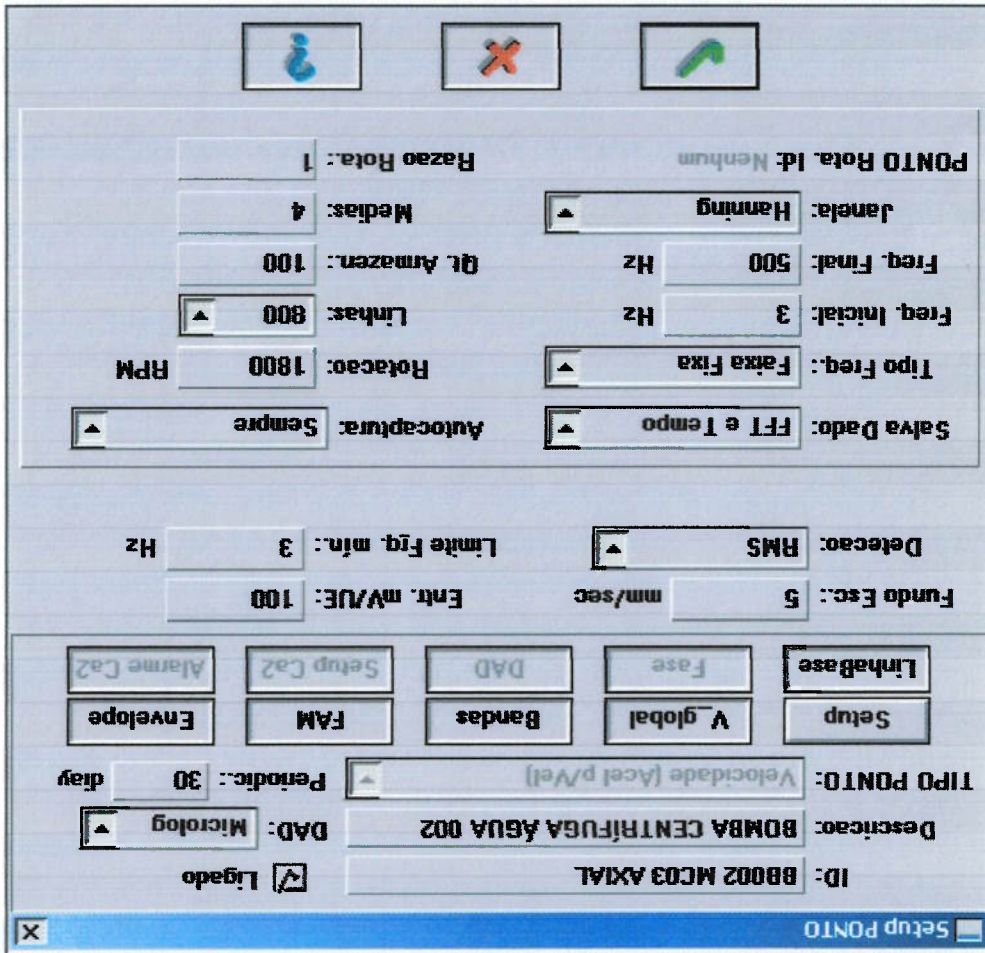 Setup PONTO
ID: BB002 MC03 AXIAL Ligado
Descricao: BOMBA CENTRÍFUGA ÁGUA 002 DAD: Microlog
TIPO PONTO: Velocidade (Acel p/Vel) Periodic.: 30 diay
Setup V_global Bandas FAM Envelope
LinhaBase Fase DAD Setup Ca2 Alarme Ca2
Fundo Esc.: 5 mm/sec Entr. mV/UE: 100
Detecao: RMS Limite Frq. mín.: 3 Hz
Salva Dado: FFT e Tempo Autocaptura: Sempre
Tipo Freq.: Faixa Fixa Rotacao: 1800 RPM
Freq. Inicial: 3 Hz Linhas: 800
Freq. Final: 500 Hz Qt. Armazen.: 100
Janela: Hanning Medias: 4
PONTO Rota. Id: Nenhum Razao Rota.: 1